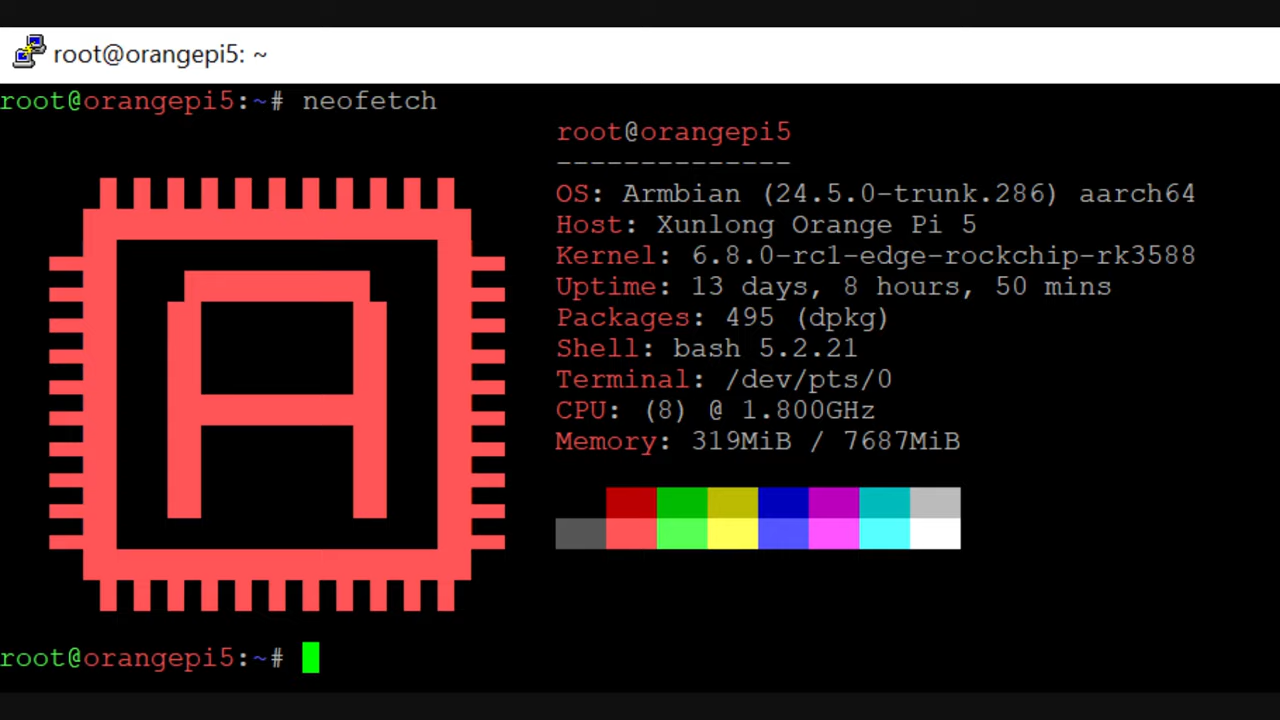 root@orangepi5: ~
root@orangepi5:~# neofetch
root@orangepi5
--------------
OS: Armbian (24.5.0-trunk.286) aarch64
Host: Xunlong Orange Pi 5
Kernel: 6.8.0-rc1-edge-rockchip-rk3588
Uptime: 13 days, 8 hours, 50 mins
Packages: 495 (dpkg)
Shell: bash 5.2.21
Terminal: /dev/pts/0
CPU: (8) @ 1.800GHz
Memory: 319MiB / 7687MiB
root@orangepi5:~#